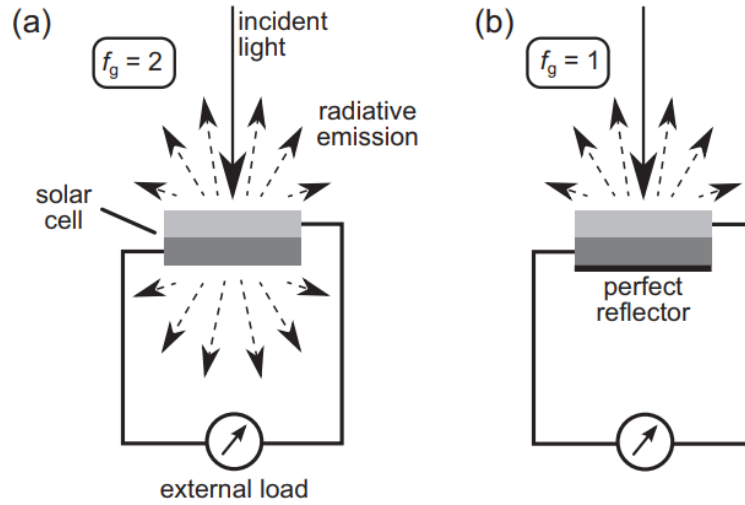 (a)
f_g = 2
incident
light
radiative
emission
solar
cell
external load
(b)
f_g = 1
perfect
reflector